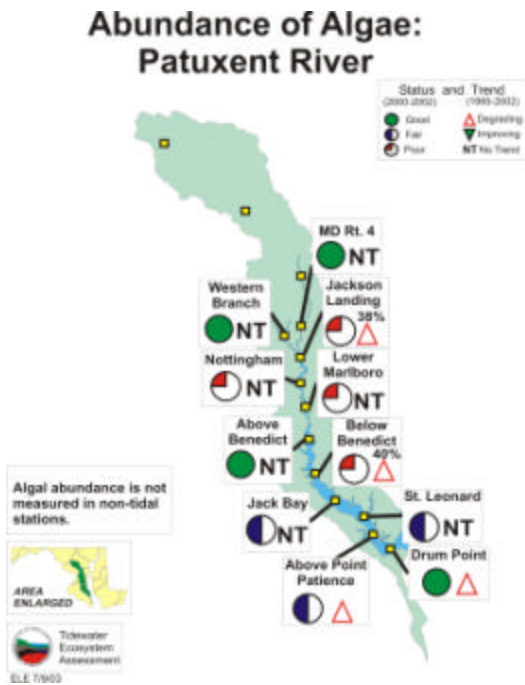 Abundance of Algae:
Patuxent River
Status and Trend
(2000-2002) (1985-2002)
Good Degrading
Fair Improving
Poor NT No Trend
MD Rt. 4
NT
Western
Branch
NT
Jackson
Landing
38%
Nottingham
NT
Lower
Marlboro
NT
Above
Benedict
NT
Below
Benedict
40%
Algal abundance is not
measured in non-tidal
stations.
Jack Bay
NT
St. Leonard
NT
Above Point
Patience
Drum Point
AREA
ENLARGED
Tidewater
Ecosystem
Assessment
ELE 7/9/03